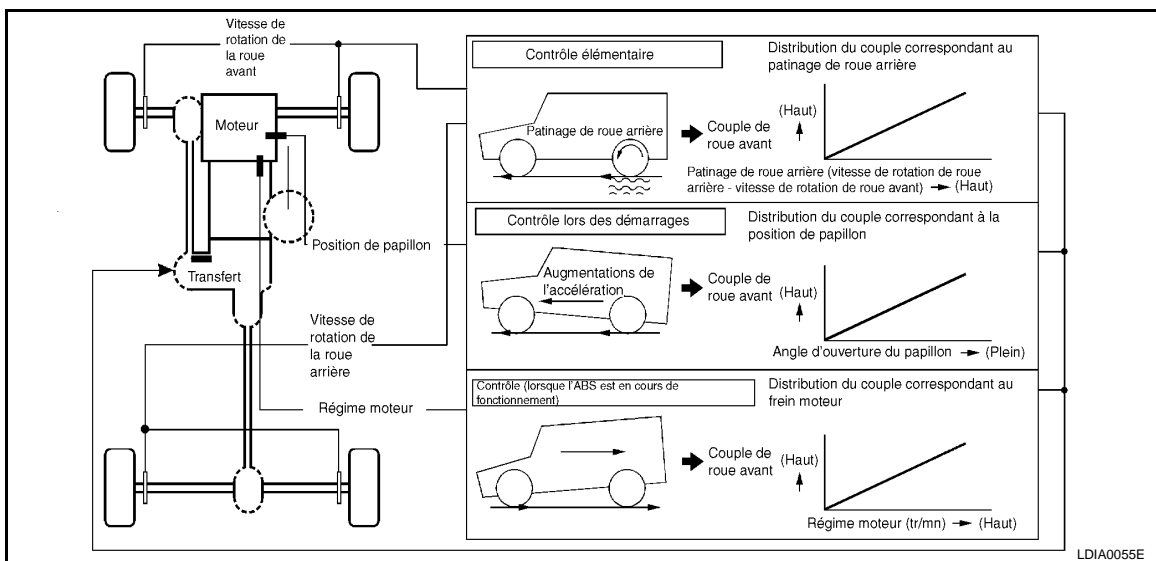 Vitesse de
rotation de
la roue
avant
Moteur
Position de papillon
Transfert
Vitesse de
rotation de
la roue
arrière
Régime moteur
Contrôle élémentaire
Distribution du couple correspondant au
patinage de roue arrière
Patinage de roue arrière
Couple de
roue avant
(Haut)
Patinage de roue arrière (vitesse de rotation de roue
arrière - vitesse de rotation de roue avant)
(Haut)
Contrôle lors des démarrages
Distribution du couple correspondant à la
position de papillon
Augmentations de
l'accélération
Couple de
roue avant
(Haut)
Angle d'ouverture du papillon
(Plein)
Contrôle (lorsque l'ABS est en cours de
fonctionnement)
Distribution du couple correspondant au
frein moteur
Couple de
roue avant
(Haut)
Régime moteur (tr/mn)
(Haut)
LDIA0055E